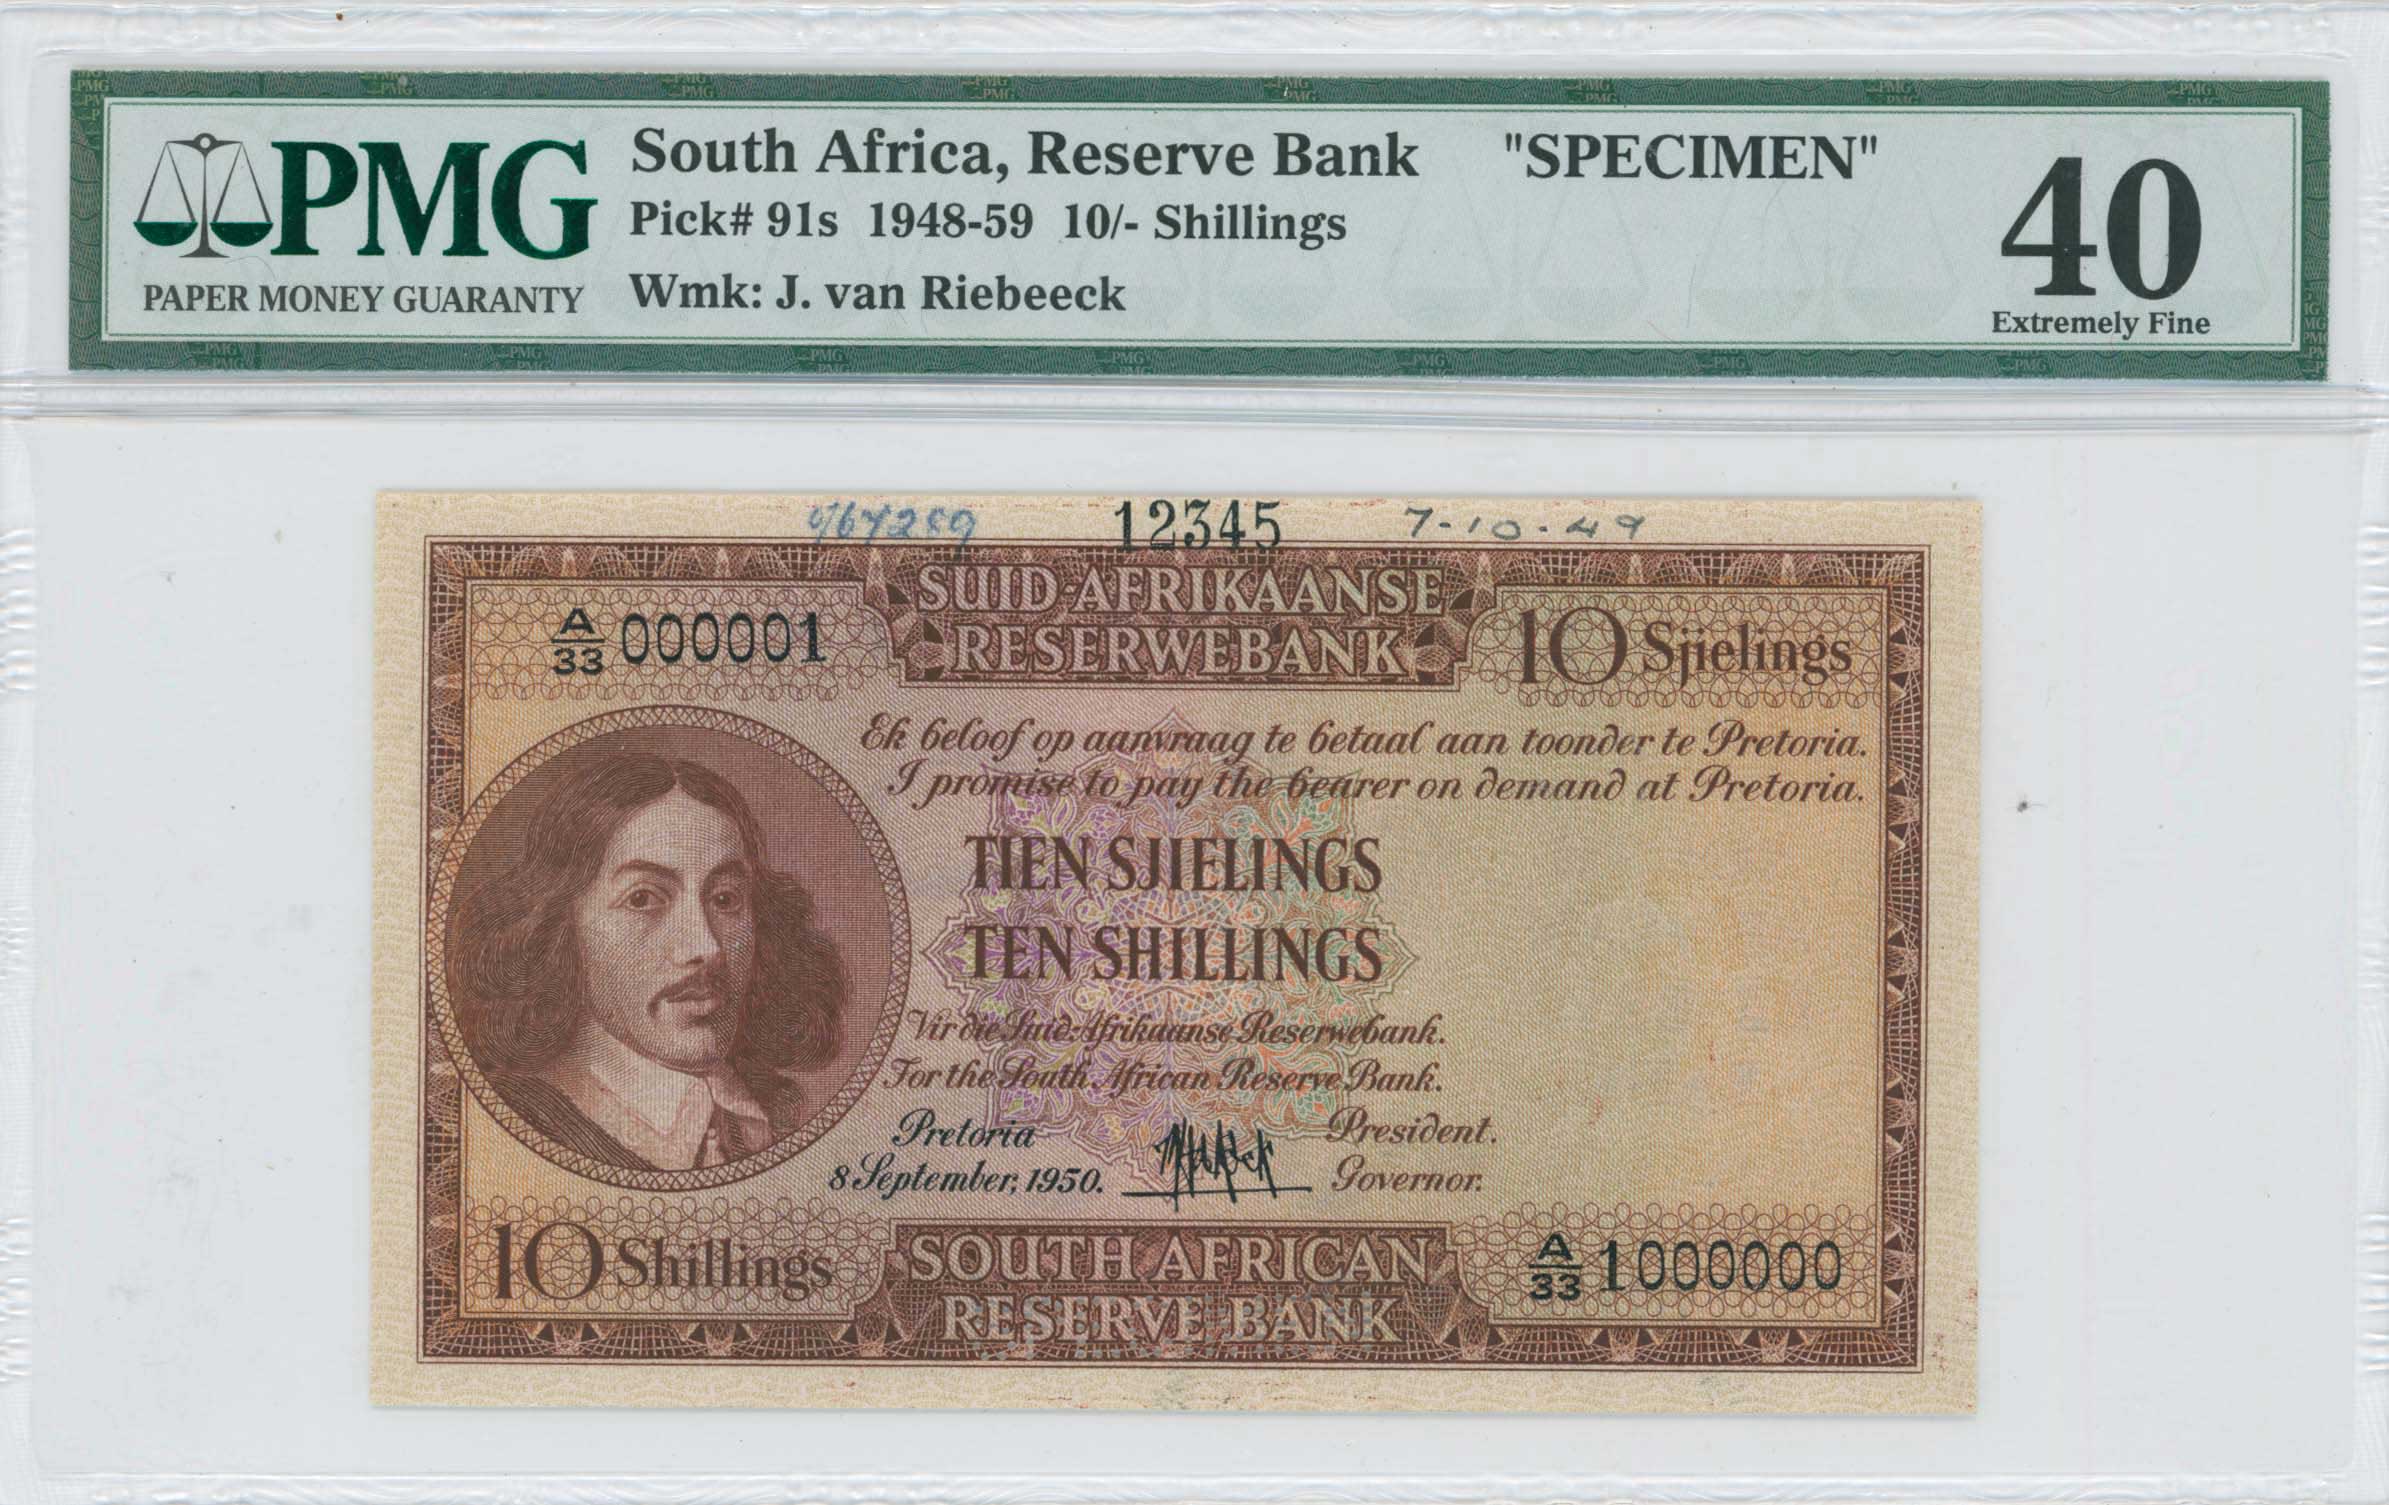 PMG
PAPER MONEY GUARANTY
South Africa, Reserve Bank "SPECIMEN"
Pick# 91s 1948-59 10/- Shillings
Wmk: J. van Riebeeck
40
Extremely Fine
12345 7-10-49
SUID-AFRIKAANSE
RESERWEBANK
A/33 000001
10 Sjielings
Ek beloof op aanvraag te betaal aan toonder te Pretoria.
I promise to pay the bearer on demand at Pretoria.
TIEN SJIELINGS
TEN SHILLINGS
Vir die Suid-Afrikaanse Reserwebank.
For the South African Reserve Bank.
Pretoria
8 September, 1950.
President.
Governor.
10 Shillings
SOUTH AFRICAN
RESERVE BANK
A/33 1000000